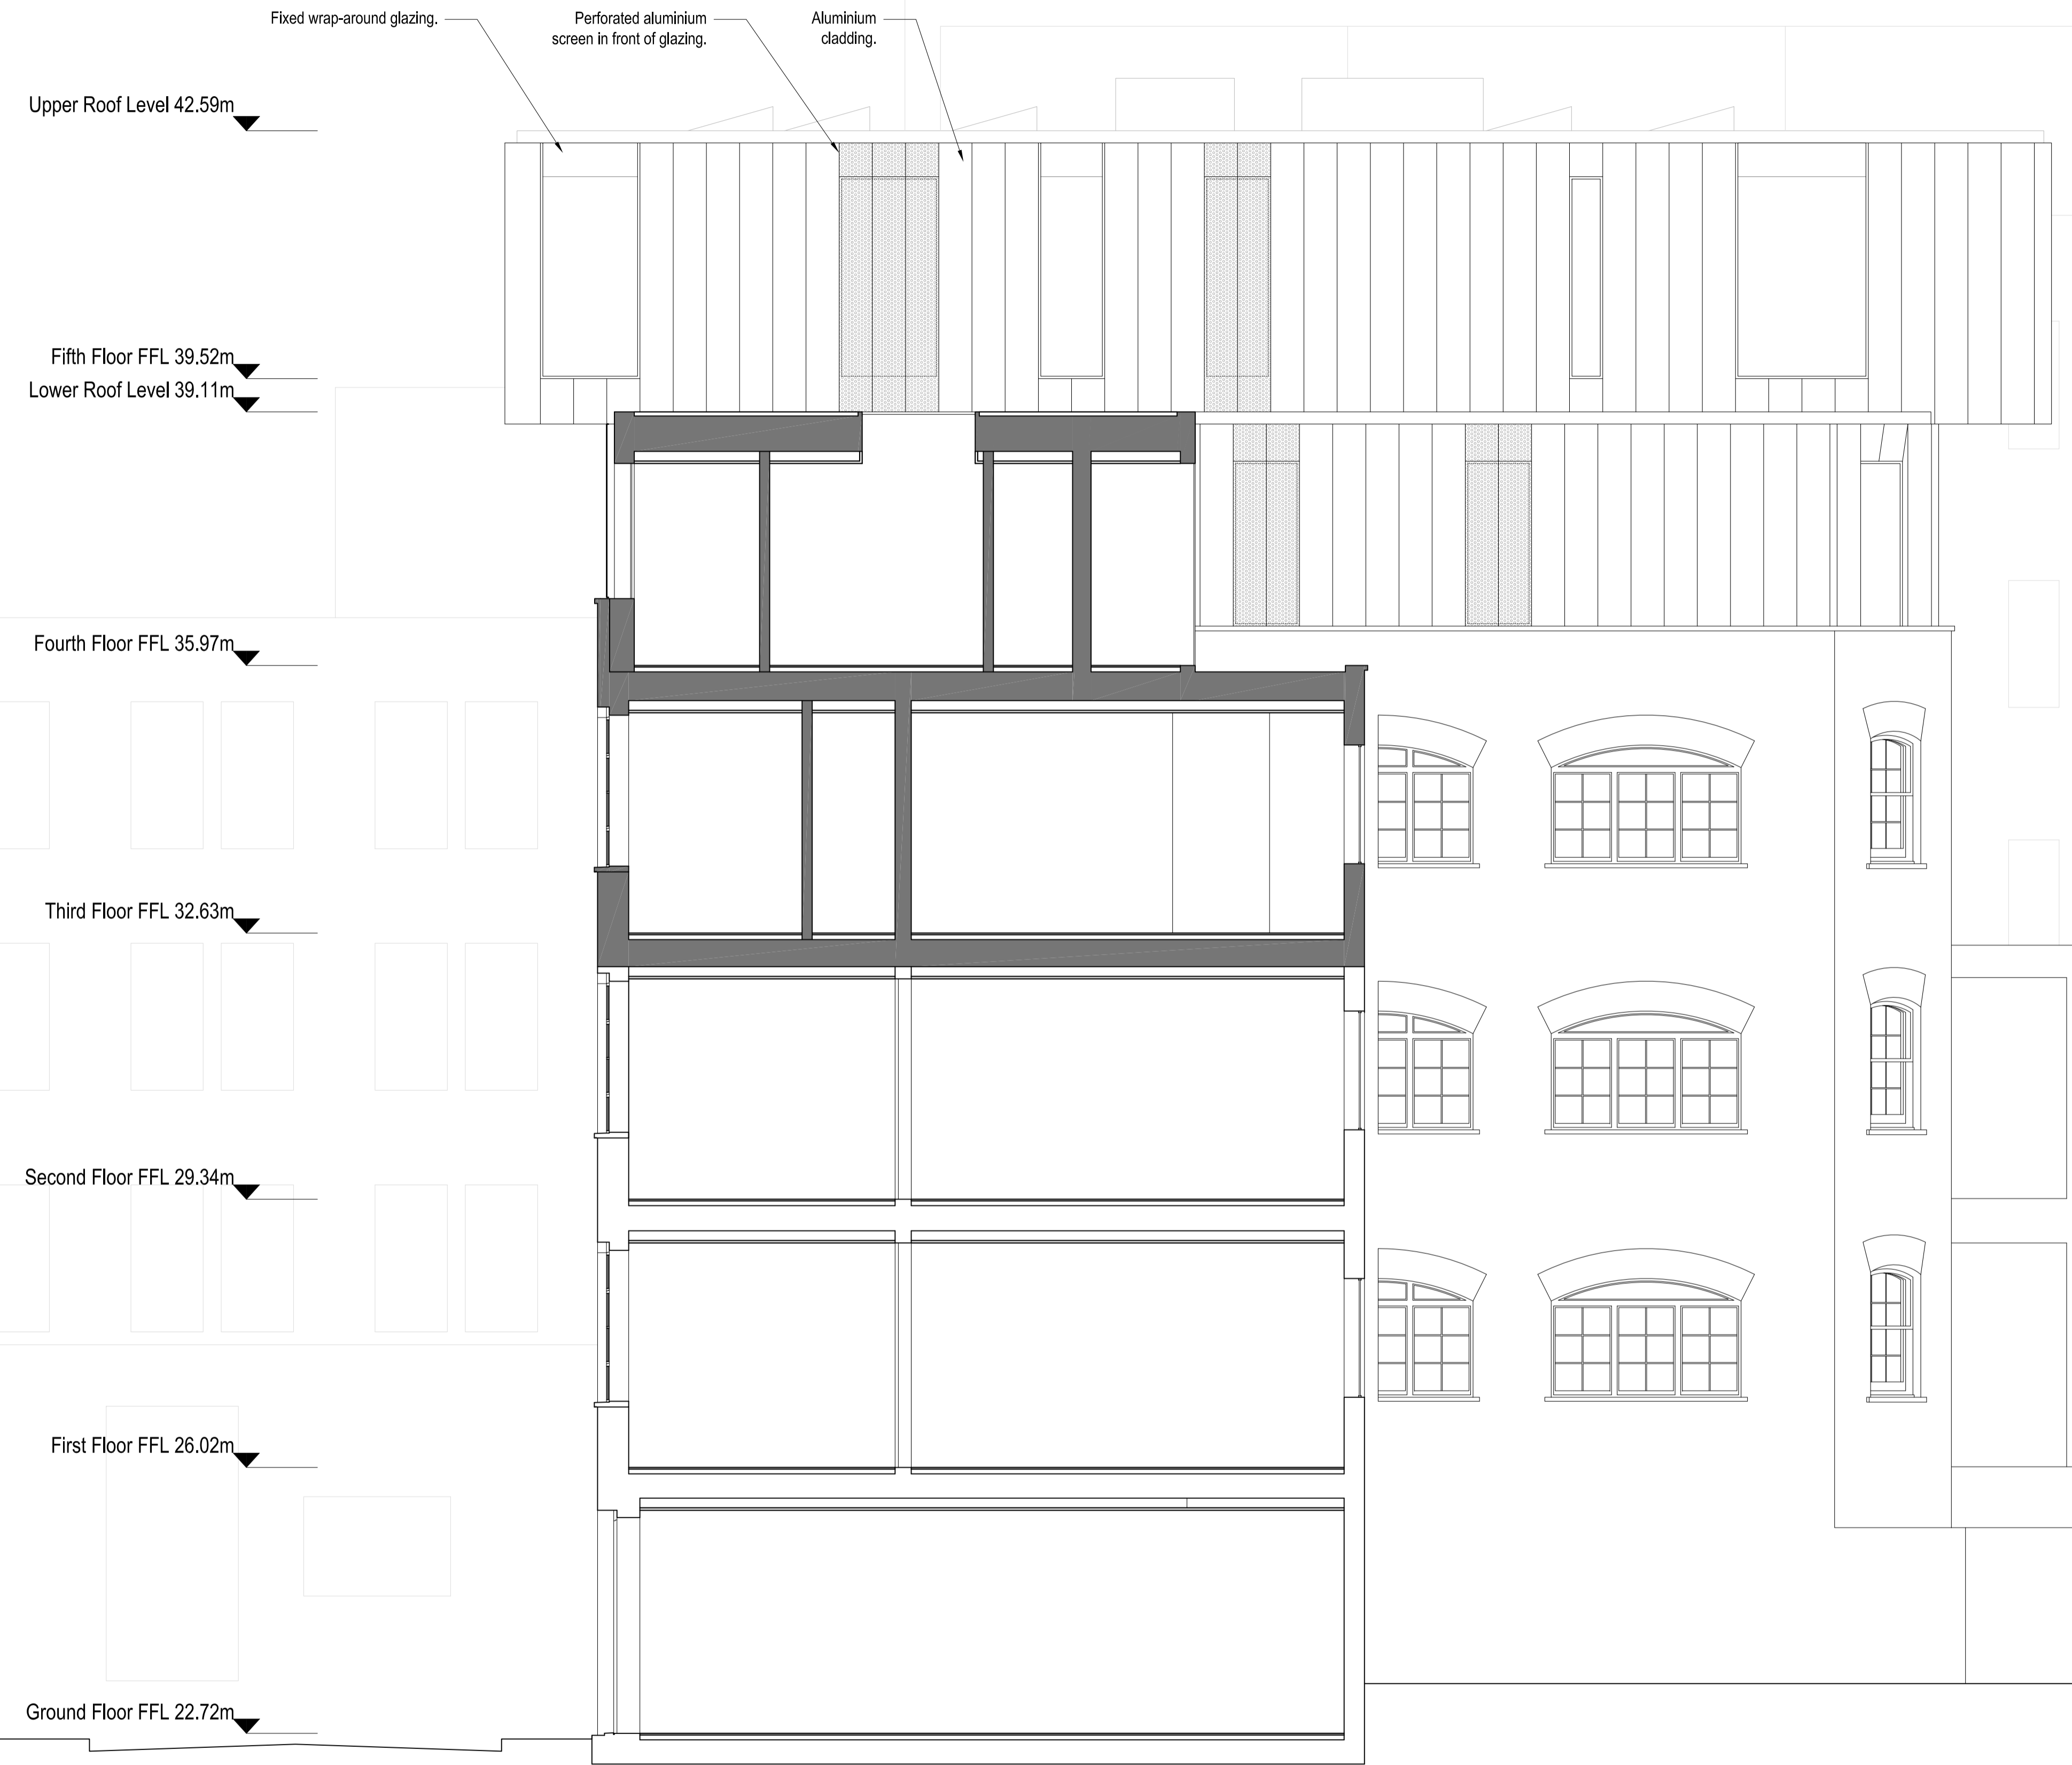 Fixed wrap-around glazing.
Perforated aluminium
screen in front of glazing.
Aluminium
cladding.
Upper Roof Level 42.59m
Fifth Floor FFL 39.52m
Lower Roof Level 39.11m
Fourth Floor FFL 35.97m
Third Floor FFL 32.63m
Second Floor FFL 29.34m
First Floor FFL 26.02m
Ground Floor FFL 22.72m